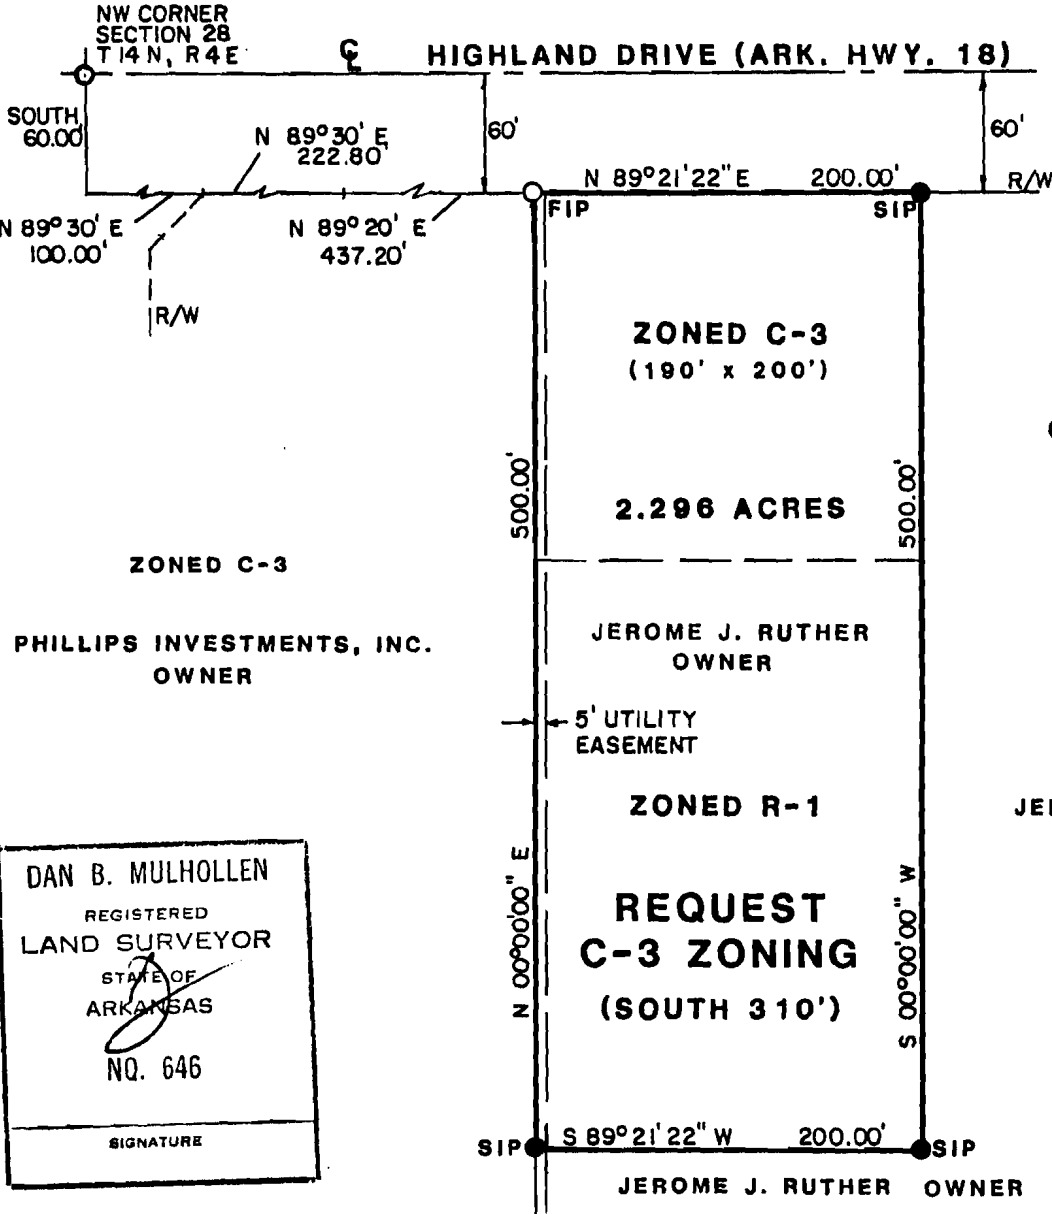 NW CORNER
SECTION 28
T 14 N, R 4 E
℄ HIGHLAND DRIVE (ARK. HWY. 18)
SOUTH
60.00'
N 89°30' E
222.80'
60'
60'
N 89°21'22" E 200.00'
R/W
FIP
SIP
N 89°30' E
100.00'
N 89°20' E
437.20'
R/W
ZONED C-3
(190' x 200')
500.00'
500.00'
2.296 ACRES
ZONED C-3
PHILLIPS INVESTMENTS, INC.
OWNER
JEROME J. RUTHER
OWNER
5' UTILITY
EASEMENT
ZONED R-1
N 00°00'00" E
S 00°00'00" W
REQUEST
C-3 ZONING
(SOUTH 310')
DAN B. MULHOLLEN
REGISTERED
LAND SURVEYOR
STATE OF
ARKANSAS
NO. 646
SIGNATURE
SIP
S 89°21'22" W 200.00'
SIP
JEROME J. RUTHER OWNER